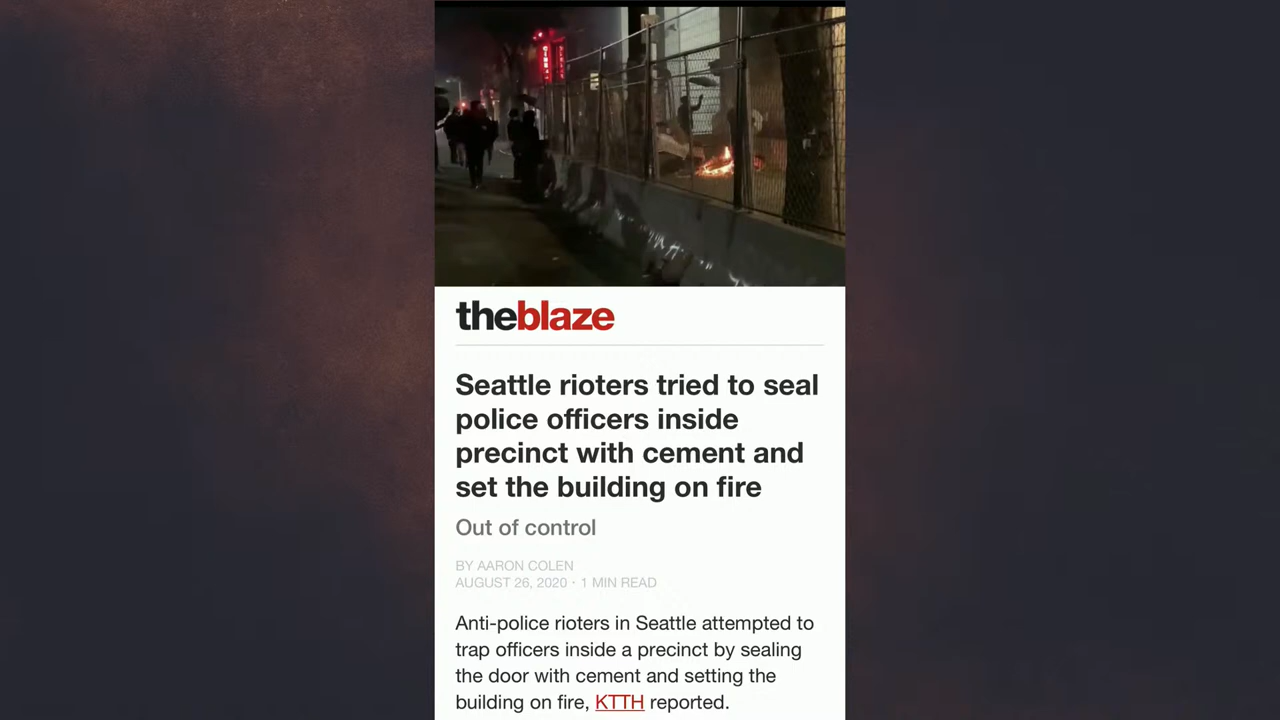 theblaze
Seattle rioters tried to seal
police officers inside
precinct with cement and
set the building on fire
Out of control
BY AARON COLEN
AUGUST 26, 2020 · 1 MIN READ
Anti-police rioters in Seattle attempted to
trap officers inside a precinct by sealing
the door with cement and setting the
building on fire, KTTH reported.